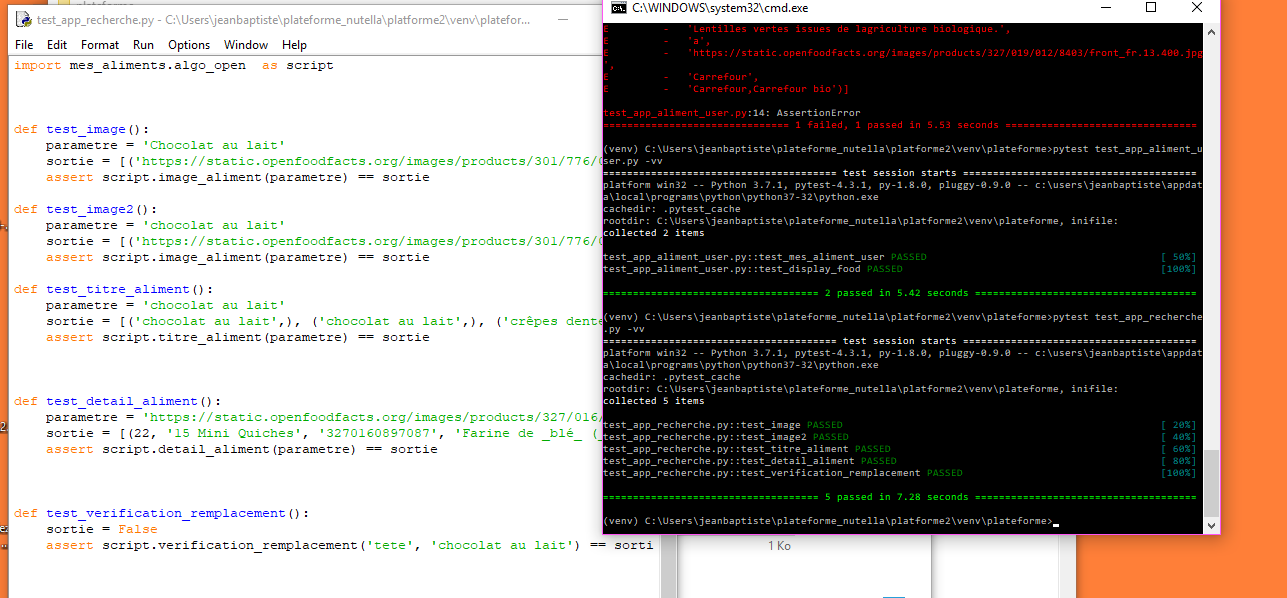 plateforme
test_app_recherche.py - C:\Users\jeanbaptiste\plateforme_nutella\platforme2\venv\platefor...
File Edit Format Run Options Window Help
import mes_aliments.algo_open as script
def test_image():
parametre = 'Chocolat au lait'
sortie = [('https://static.openfoodfacts.org/images/products/301/776/0
assert script.image_aliment(parametre) == sortie
def test_image2():
parametre = 'chocolat au lait'
sortie = [('https://static.openfoodfacts.org/images/products/301/776/0
assert script.image_aliment(parametre) == sortie
def test_titre_aliment():
parametre = 'chocolat au lait'
sortie = [('chocolat au lait',), ('chocolat au lait',), ('crêpes dente
assert script.titre_aliment(parametre) == sortie
def test_detail_aliment():
parametre = 'https://static.openfoodfacts.org/images/products/327/016/
sortie = [(22, '15 Mini Quiches', '3270160897087', 'Farine de _blé_ (_
assert script.detail_aliment(parametre) == sortie
def test_verification_remplacement():
sortie = False
assert script.verification_remplacement('tete', 'chocolat au lait') == sorti
C:\WINDOWS\system32\cmd.exe
E - 'Lentilles vertes issues de lagriculture biologique.',
E - 'a',
E - 'https://static.openfoodfacts.org/images/products/327/019/012/8403/front_fr.13.400.jpg
',
E - 'Carrefour',
E - 'Carrefour,Carrefour bio')]
test_app_aliment_user.py:14: AssertionError
============================== 1 failed, 1 passed in 5.53 seconds ===============================
(venv) C:\Users\jeanbaptiste\plateforme_nutella\platforme2\venv\plateforme>pytest test_app_aliment_u
ser.py -vv
====================================== test session starts ======================================
platform win32 -- Python 3.7.1, pytest-4.3.1, py-1.8.0, pluggy-0.9.0 -- c:\users\jeanbaptiste\appdat
a\local\programs\python\python37-32\python.exe
cachedir: .pytest_cache
rootdir: C:\Users\jeanbaptiste\plateforme_nutella\platforme2\venv\plateforme, inifile:
collected 2 items
test_app_aliment_user.py::test_mes_aliment_user PASSED [ 50%]
test_app_aliment_user.py::test_display_food PASSED [100%]
=================================== 2 passed in 5.42 seconds ====================================
(venv) C:\Users\jeanbaptiste\plateforme_nutella\platforme2\venv\plateforme>pytest test_app_recherche
.py -vv
====================================== test session starts ======================================
platform win32 -- Python 3.7.1, pytest-4.3.1, py-1.8.0, pluggy-0.9.0 -- c:\users\jeanbaptiste\appdat
a\local\programs\python\python37-32\python.exe
cachedir: .pytest_cache
rootdir: C:\Users\jeanbaptiste\plateforme_nutella\platforme2\venv\plateforme, inifile:
collected 5 items
test_app_recherche.py::test_image PASSED [ 20%]
test_app_recherche.py::test_image2 PASSED [ 40%]
test_app_recherche.py::test_titre_aliment PASSED [ 60%]
test_app_recherche.py::test_detail_aliment PASSED [ 80%]
test_app_recherche.py::test_verification_remplacement PASSED [100%]
=================================== 5 passed in 7.28 seconds ====================================
(venv) C:\Users\jeanbaptiste\plateforme_nutella\platforme2\venv\plateforme>
1 Ko